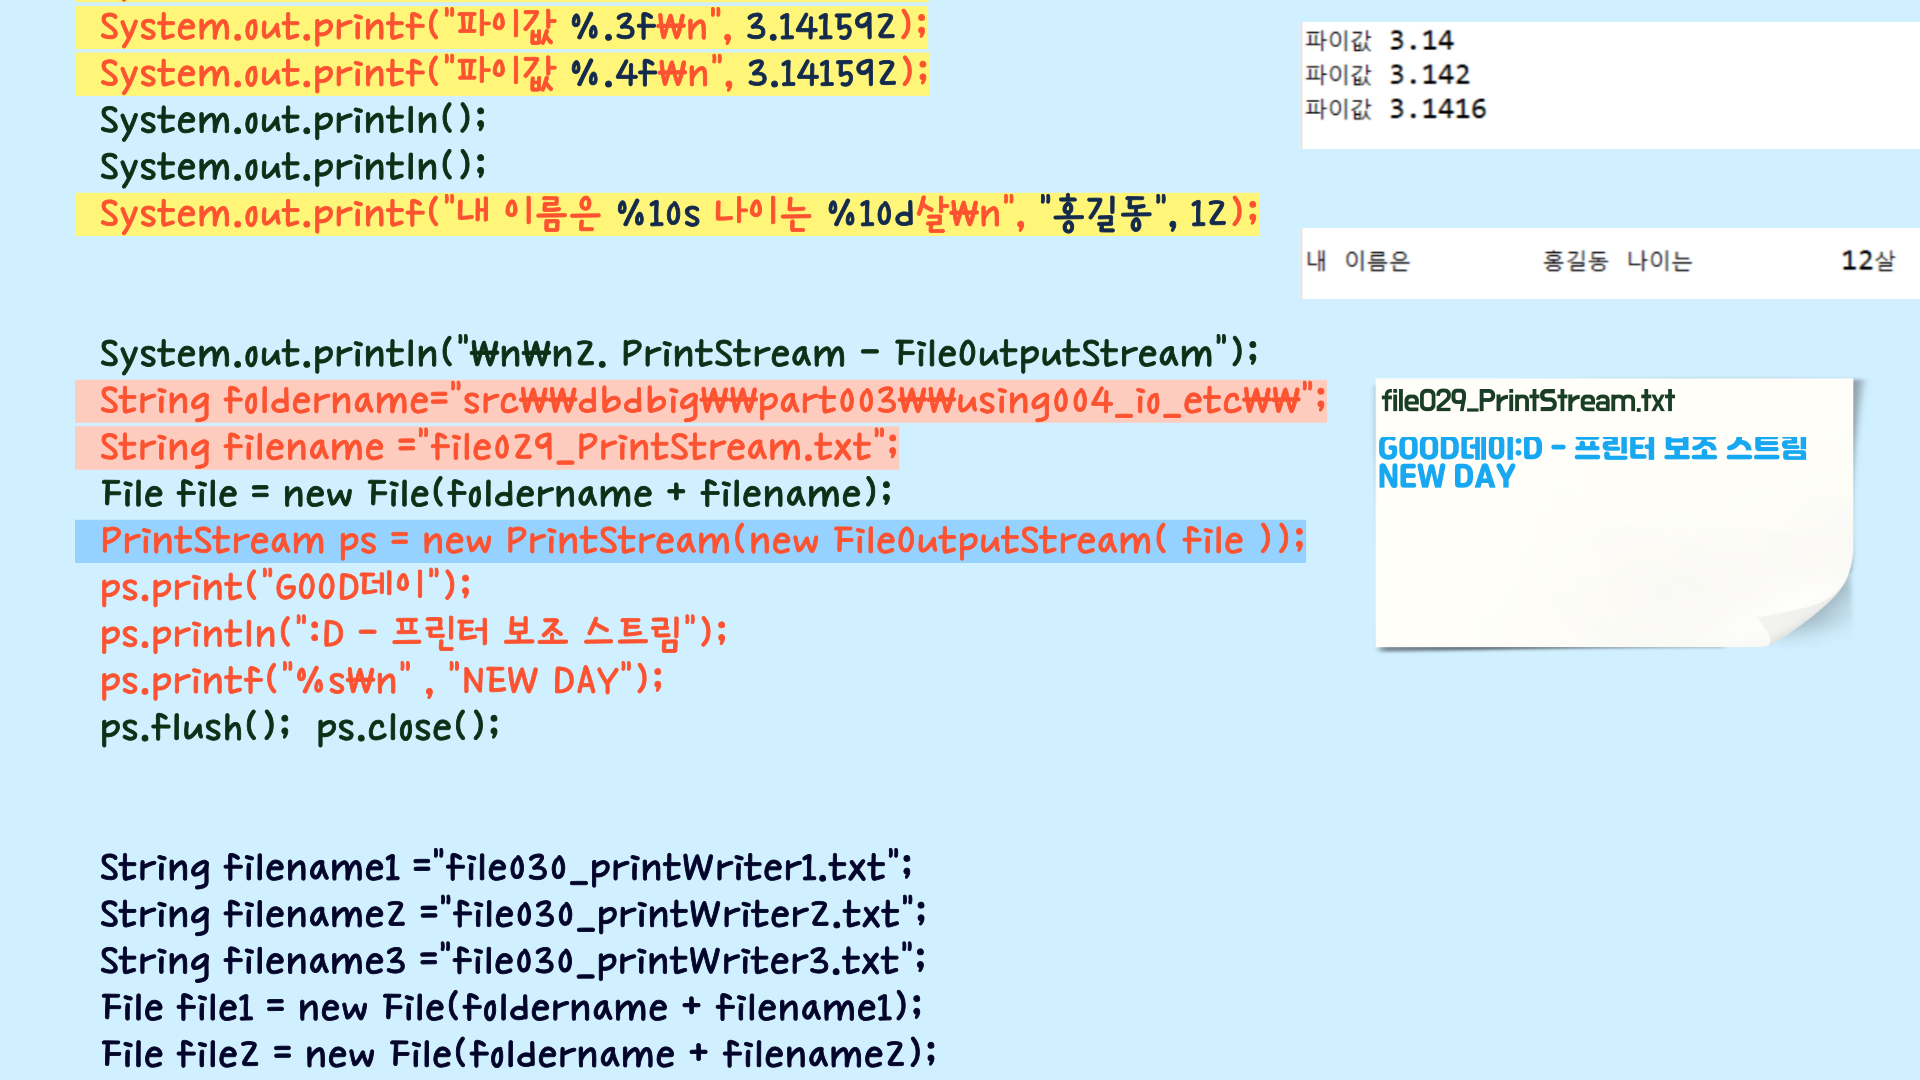 System.out.printf("파이값 %.3f₩n", 3.141592);
System.out.printf("파이값 %.4f₩n", 3.141592);
System.out.println();
System.out.println();
System.out.printf("내 이름은 %10s 나이는 %10d살₩n", "홍길동", 12);
System.out.println("₩n₩n2. PrintStream - FileOutputStream");
String foldername="src₩₩dbdbig₩₩part003₩₩using004_io_etc₩₩";
String filename ="file029_PrintStream.txt";
File file = new File(foldername + filename);
PrintStream ps = new PrintStream(new FileOutputStream( file ));
ps.print("GOOD데이");
ps.println(":D - 프린터 보조 스트림");
ps.printf("%s₩n" , "NEW DAY");
ps.flush();  ps.close();
String filename1 ="file030_printWriter1.txt";
String filename2 ="file030_printWriter2.txt";
String filename3 ="file030_printWriter3.txt";
File file1 = new File(foldername + filename1);
File file2 = new File(foldername + filename2);
파이값 3.14
파이값 3.142
파이값 3.1416
내 이름은        홍길동 나이는         12살
file029_PrintStream.txt
GOOD데이:D - 프린터 보조 스트림
NEW DAY